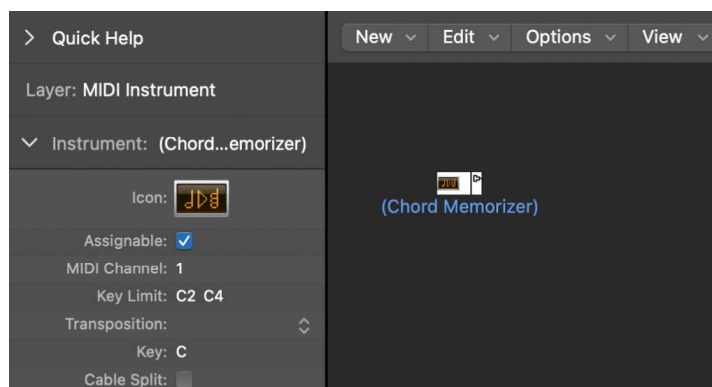 Quick Help
Layer: MIDI Instrument
Instrument: (Chord...emorizer)
Icon:
Assignable:
MIDI Channel: 1
Key Limit: C2 C4
Transposition:
Key: C
Cable Split:
New Edit Options View
(Chord Memorizer)